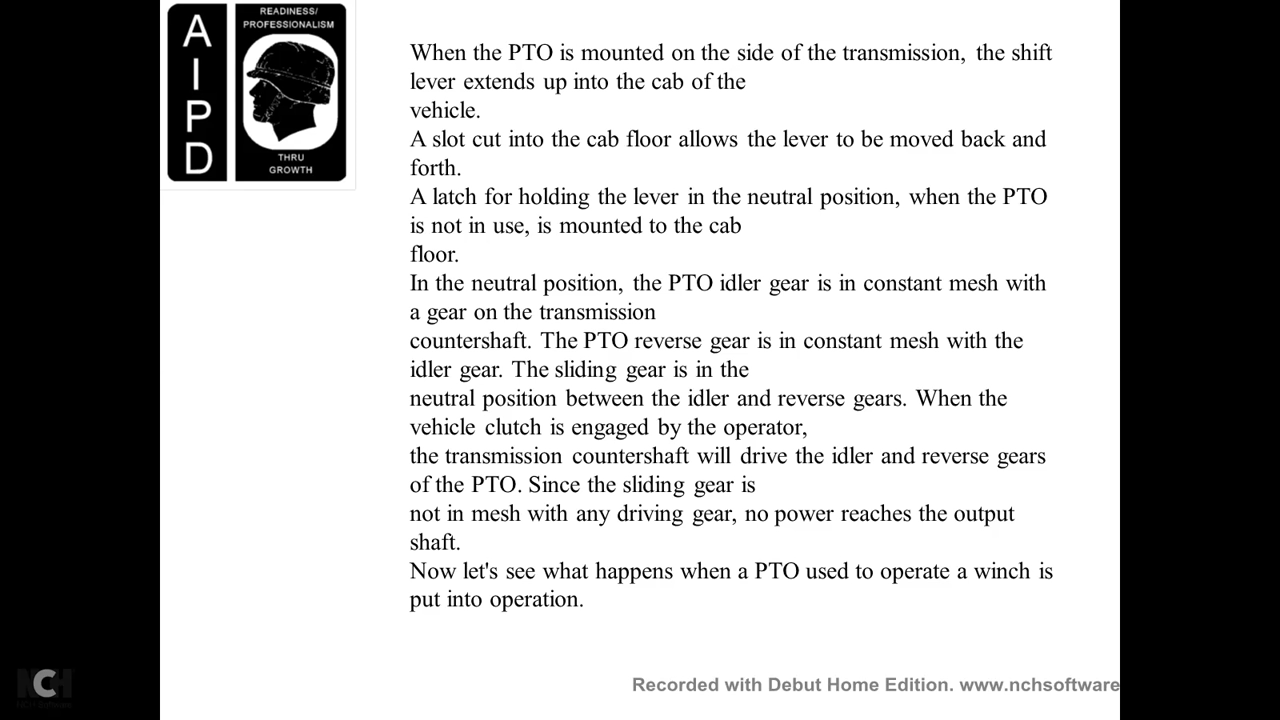 A
I
P
D
READINESS/
PROFESSIONALISM
THRU
GROWTH
When the PTO is mounted on the side of the transmission, the shift
lever extends up into the cab of the
vehicle.
A slot cut into the cab floor allows the lever to be moved back and
forth.
A latch for holding the lever in the neutral position, when the PTO
is not in use, is mounted to the cab
floor.
In the neutral position, the PTO idler gear is in constant mesh with
a gear on the transmission
countershaft. The PTO reverse gear is in constant mesh with the
idler gear. The sliding gear is in the
neutral position between the idler and reverse gears. When the
vehicle clutch is engaged by the operator,
the transmission countershaft will drive the idler and reverse gears
of the PTO. Since the sliding gear is
not in mesh with any driving gear, no power reaches the output
shaft.
Now let's see what happens when a PTO used to operate a winch is
put into operation.
NCH
NCH Software
Recorded with Debut Home Edition. www.nchsoftware